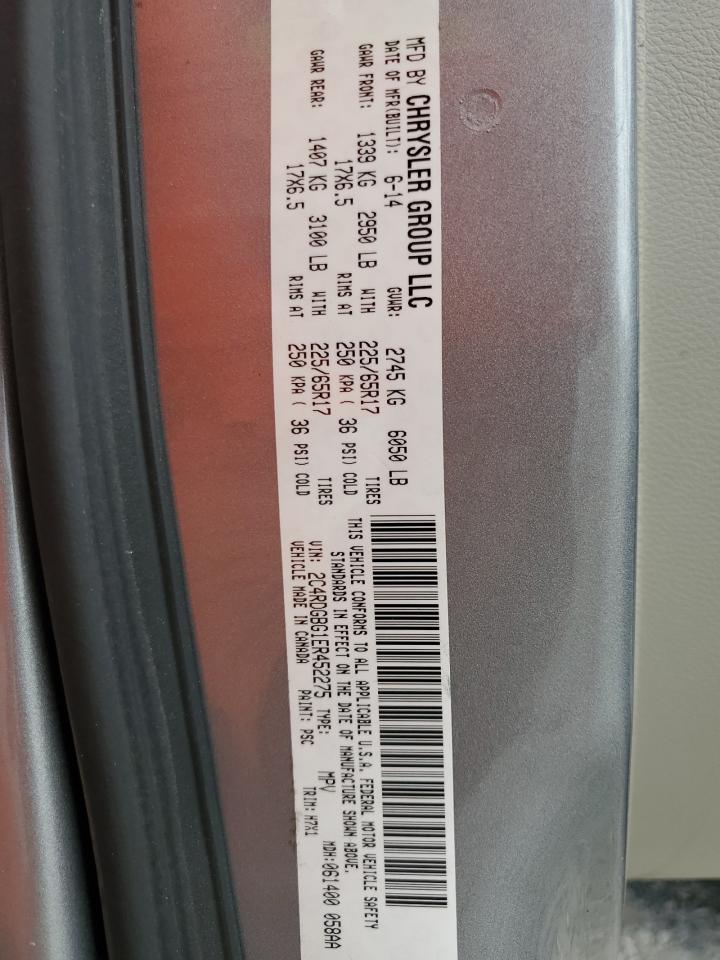 MFD BY CHRYSLER GROUP LLC
DATE OF MFR(BUILT): 6-14 GVWR: 2745 KG 6050 LB
GAWR FRONT: 1339 KG 2950 LB WITH 225/65R17 TIRES
17X6.5 RIMS AT 250 KPA ( 36 PSI) COLD
GAWR REAR: 1407 KG 3100 LB WITH 225/65R17 TIRES
17X6.5 RIMS AT 250 KPA ( 36 PSI) COLD
THIS VEHICLE CONFORMS TO ALL APPLICABLE U.S.A. FEDERAL MOTOR VEHICLE SAFETY
STANDARDS IN EFFECT ON THE DATE OF MANUFACTURE SHOWN ABOVE.
VIN: 2C4RDGBG1ER452275 TYPE: MPV MDH:061400 058AA
VEHICLE MADE IN CANADA PAINT: PSC TRIM: H7X1